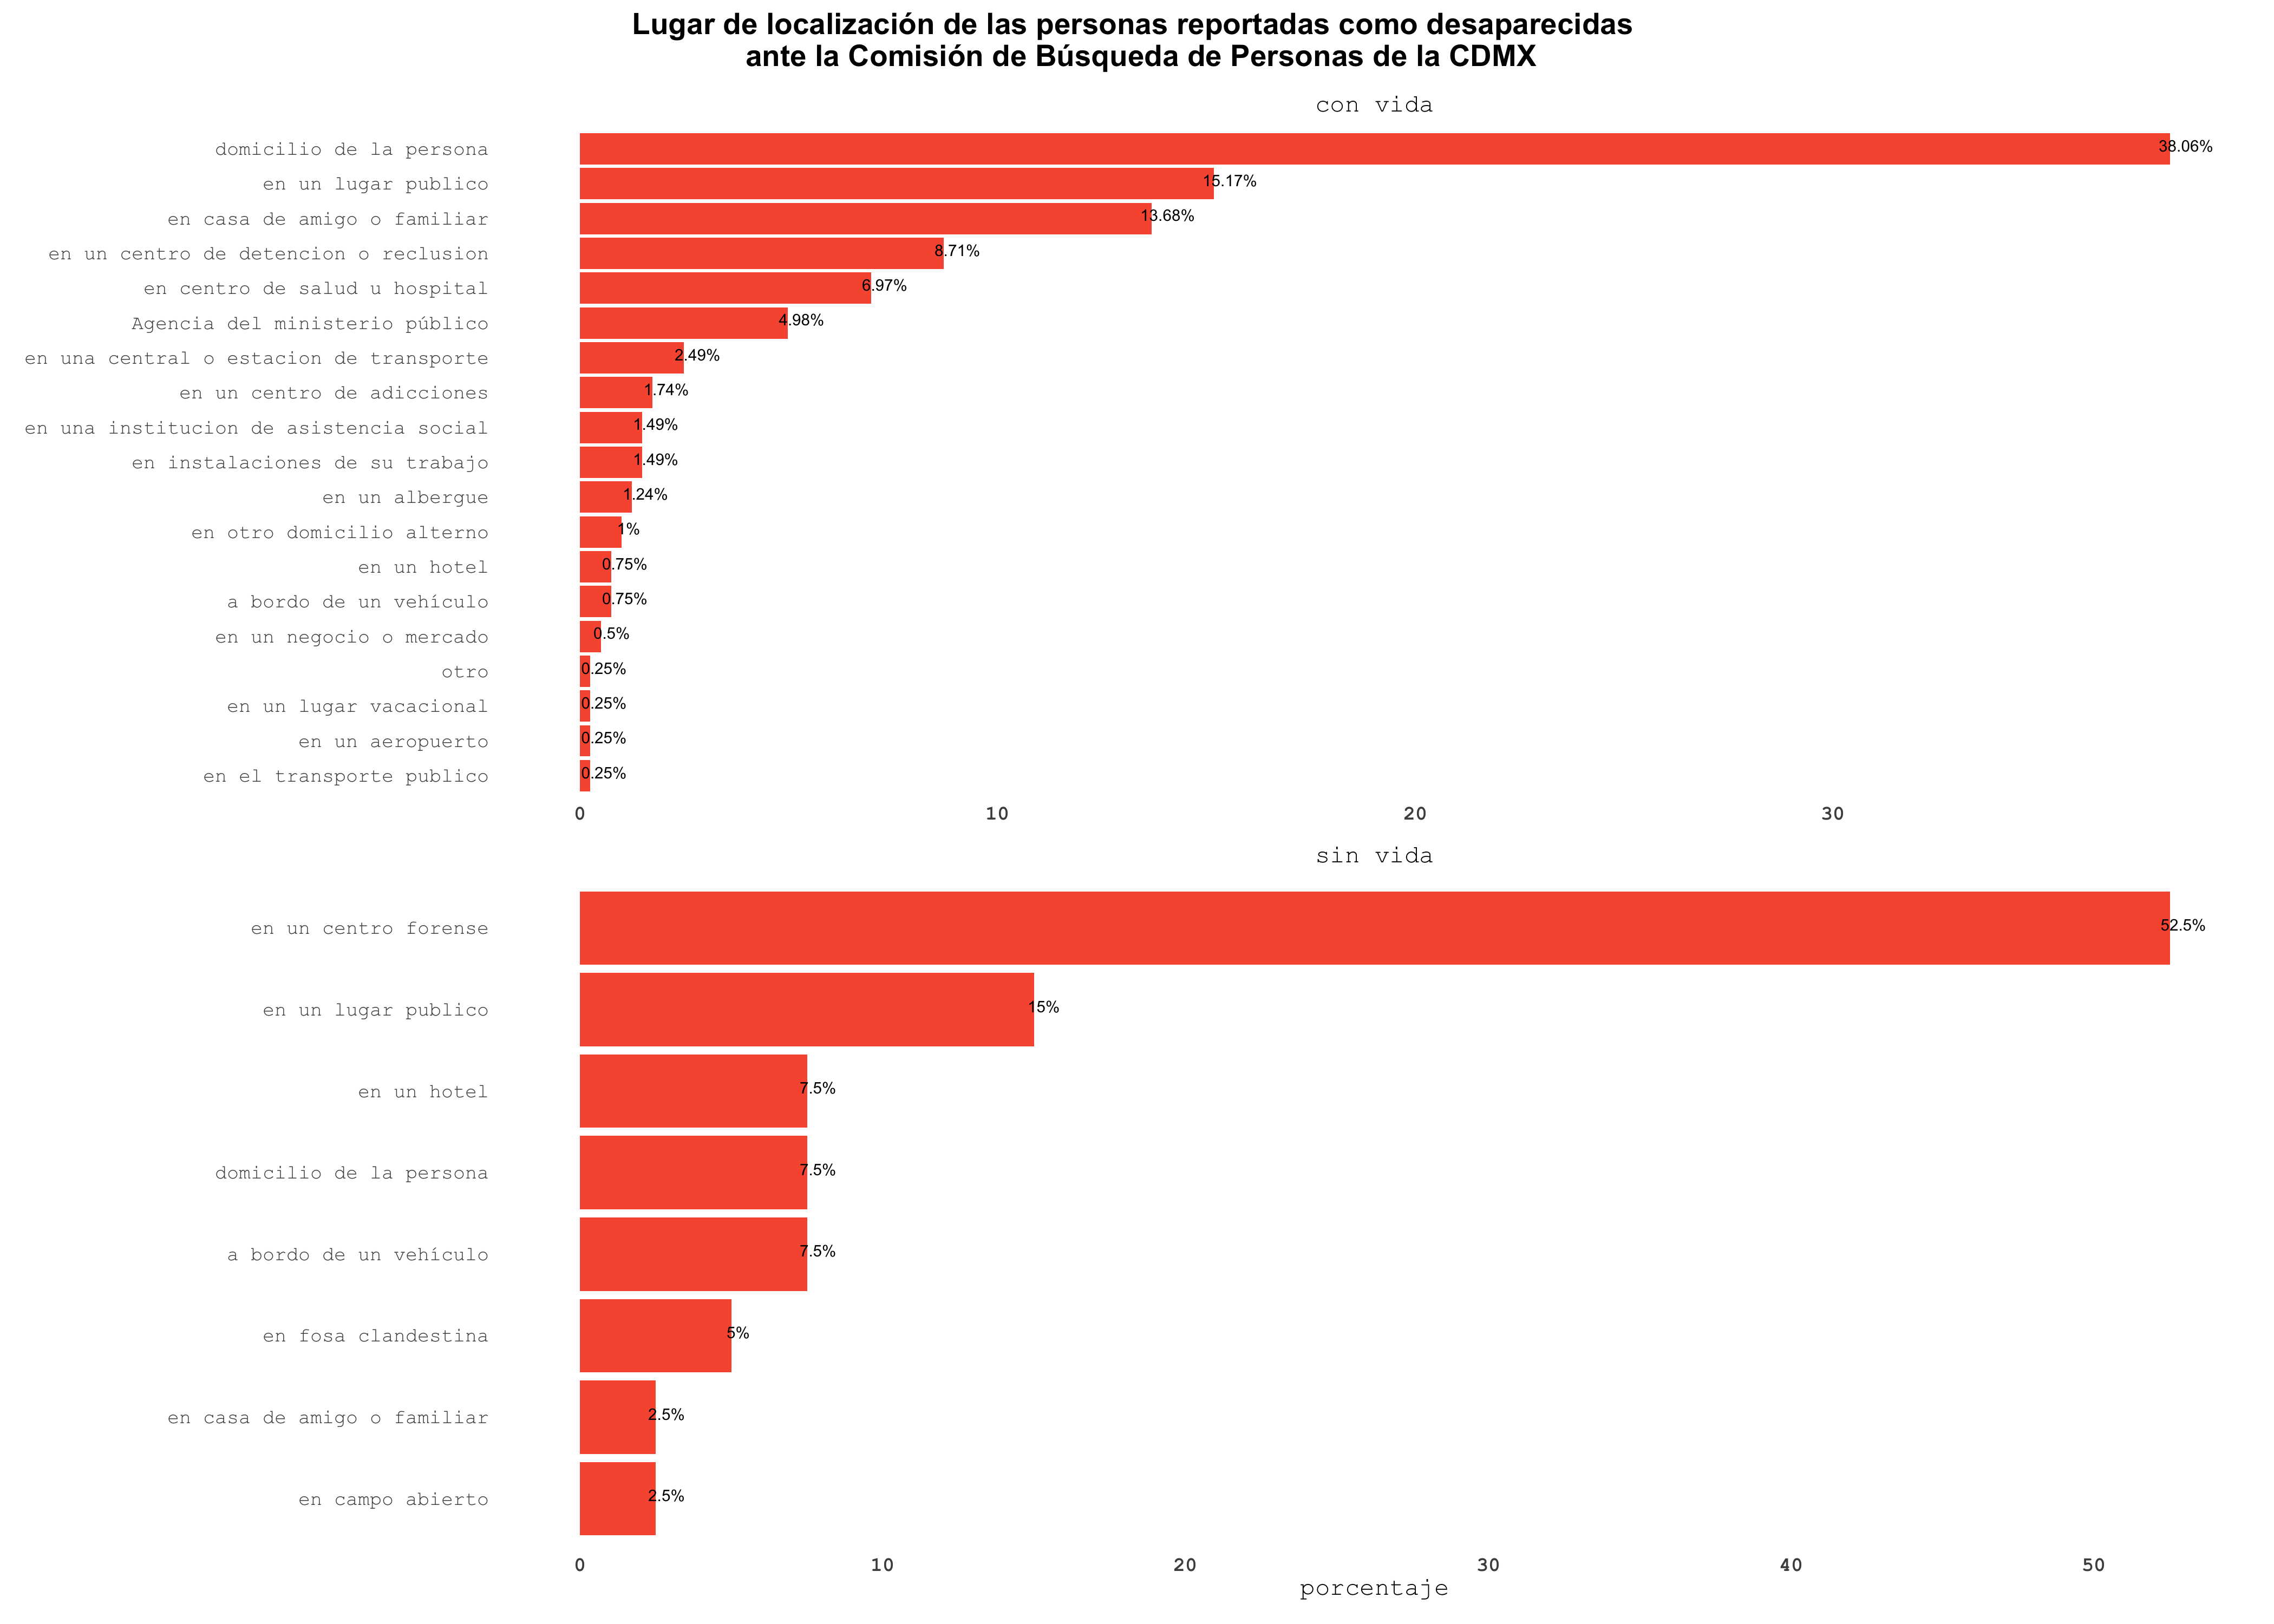 Lugar de localización de las personas reportadas como desaparecidas
ante la Comisión de Búsqueda de Personas de la CDMX
con vida
domicilio de la persona 38.06%
en un lugar publico 15.17%
en casa de amigo o familiar 13.68%
en un centro de detencion o reclusion 8.71%
en centro de salud u hospital 6.97%
Agencia del ministerio público 4.98%
en una central o estacion de transporte 2.49%
en un centro de adicciones 1.74%
en una institucion de asistencia social 1.49%
en instalaciones de su trabajo 1.49%
en un albergue 1.24%
en otro domicilio alterno 1%
en un hotel 0.75%
a bordo de un vehículo 0.75%
en un negocio o mercado 0.5%
otro 0.25%
en un lugar vacacional 0.25%
en un aeropuerto 0.25%
en el transporte publico 0.25%
0 10 20 30
sin vida
en un centro forense 52.5%
en un lugar publico 15%
en un hotel 7.5%
domicilio de la persona 7.5%
a bordo de un vehículo 7.5%
en fosa clandestina 5%
en casa de amigo o familiar 2.5%
en campo abierto 2.5%
0 10 20 30 40 50
porcentaje